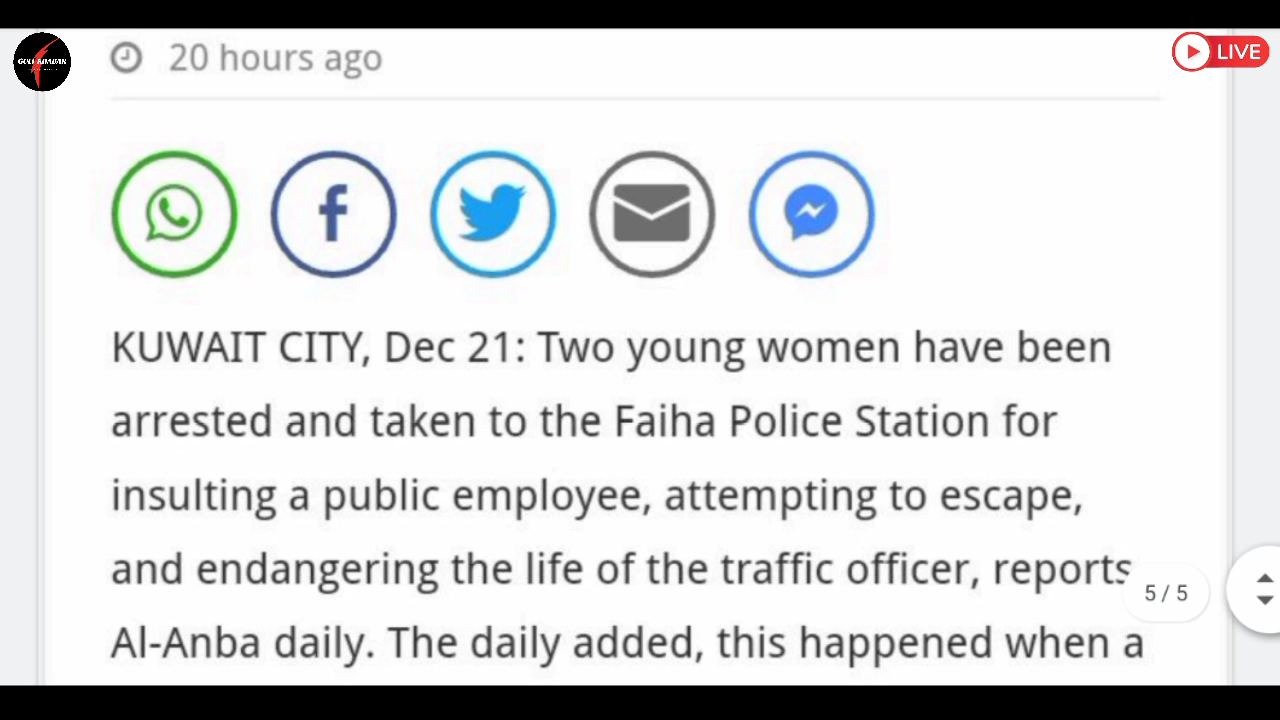 20 hours ago
LIVE
KUWAIT CITY, Dec 21: Two young women have been
arrested and taken to the Faiha Police Station for
insulting a public employee, attempting to escape,
and endangering the life of the traffic officer, reports
5 / 5
Al-Anba daily. The daily added, this happened when a